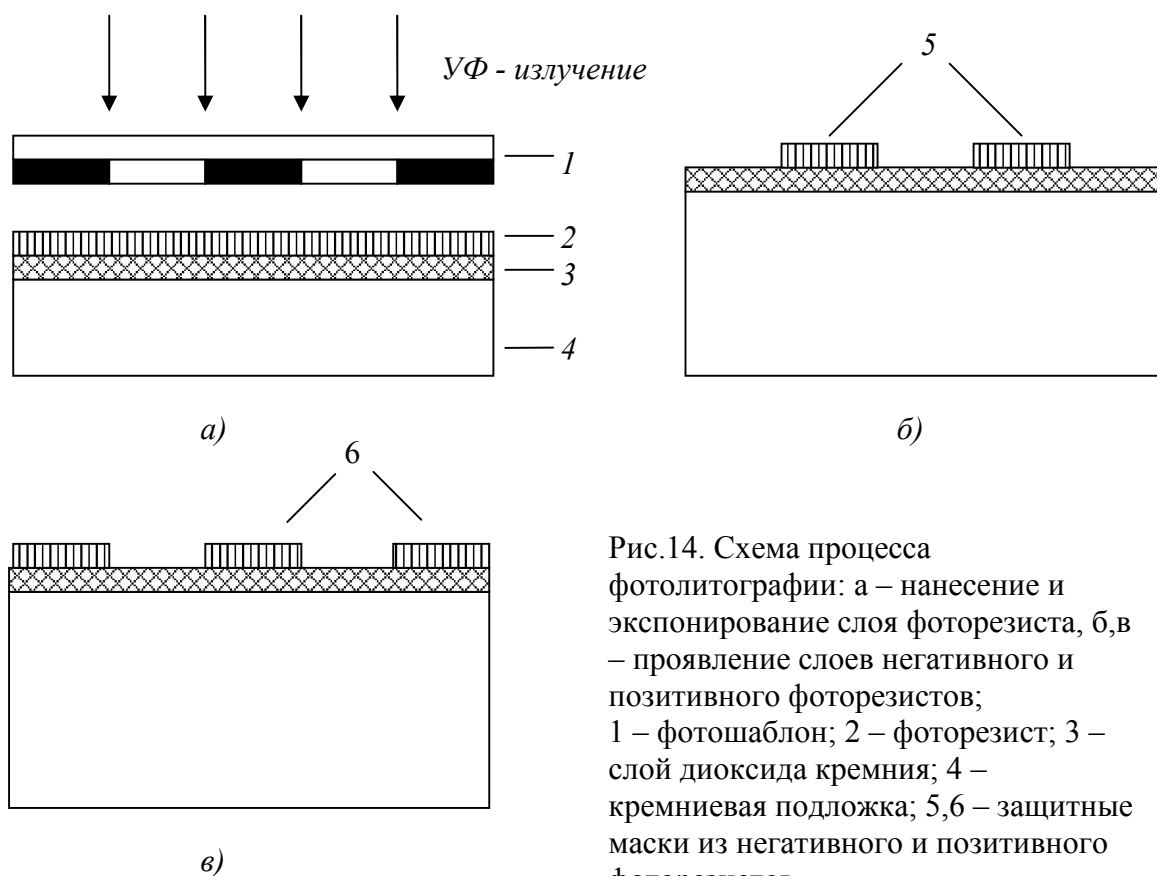 УФ - излучение
1
2
3
4
а)
5
б)
6
в)
Рис.14. Схема процесса
фотолитографии: а – нанесение и
экспонирование слоя фоторезиста, б,в
– проявление слоев негативного и
позитивного фоторезистов;
1 – фотошаблон; 2 – фоторезист; 3 –
слой диоксида кремния; 4 –
кремниевая подложка; 5,6 – защитные
маски из негативного и позитивного